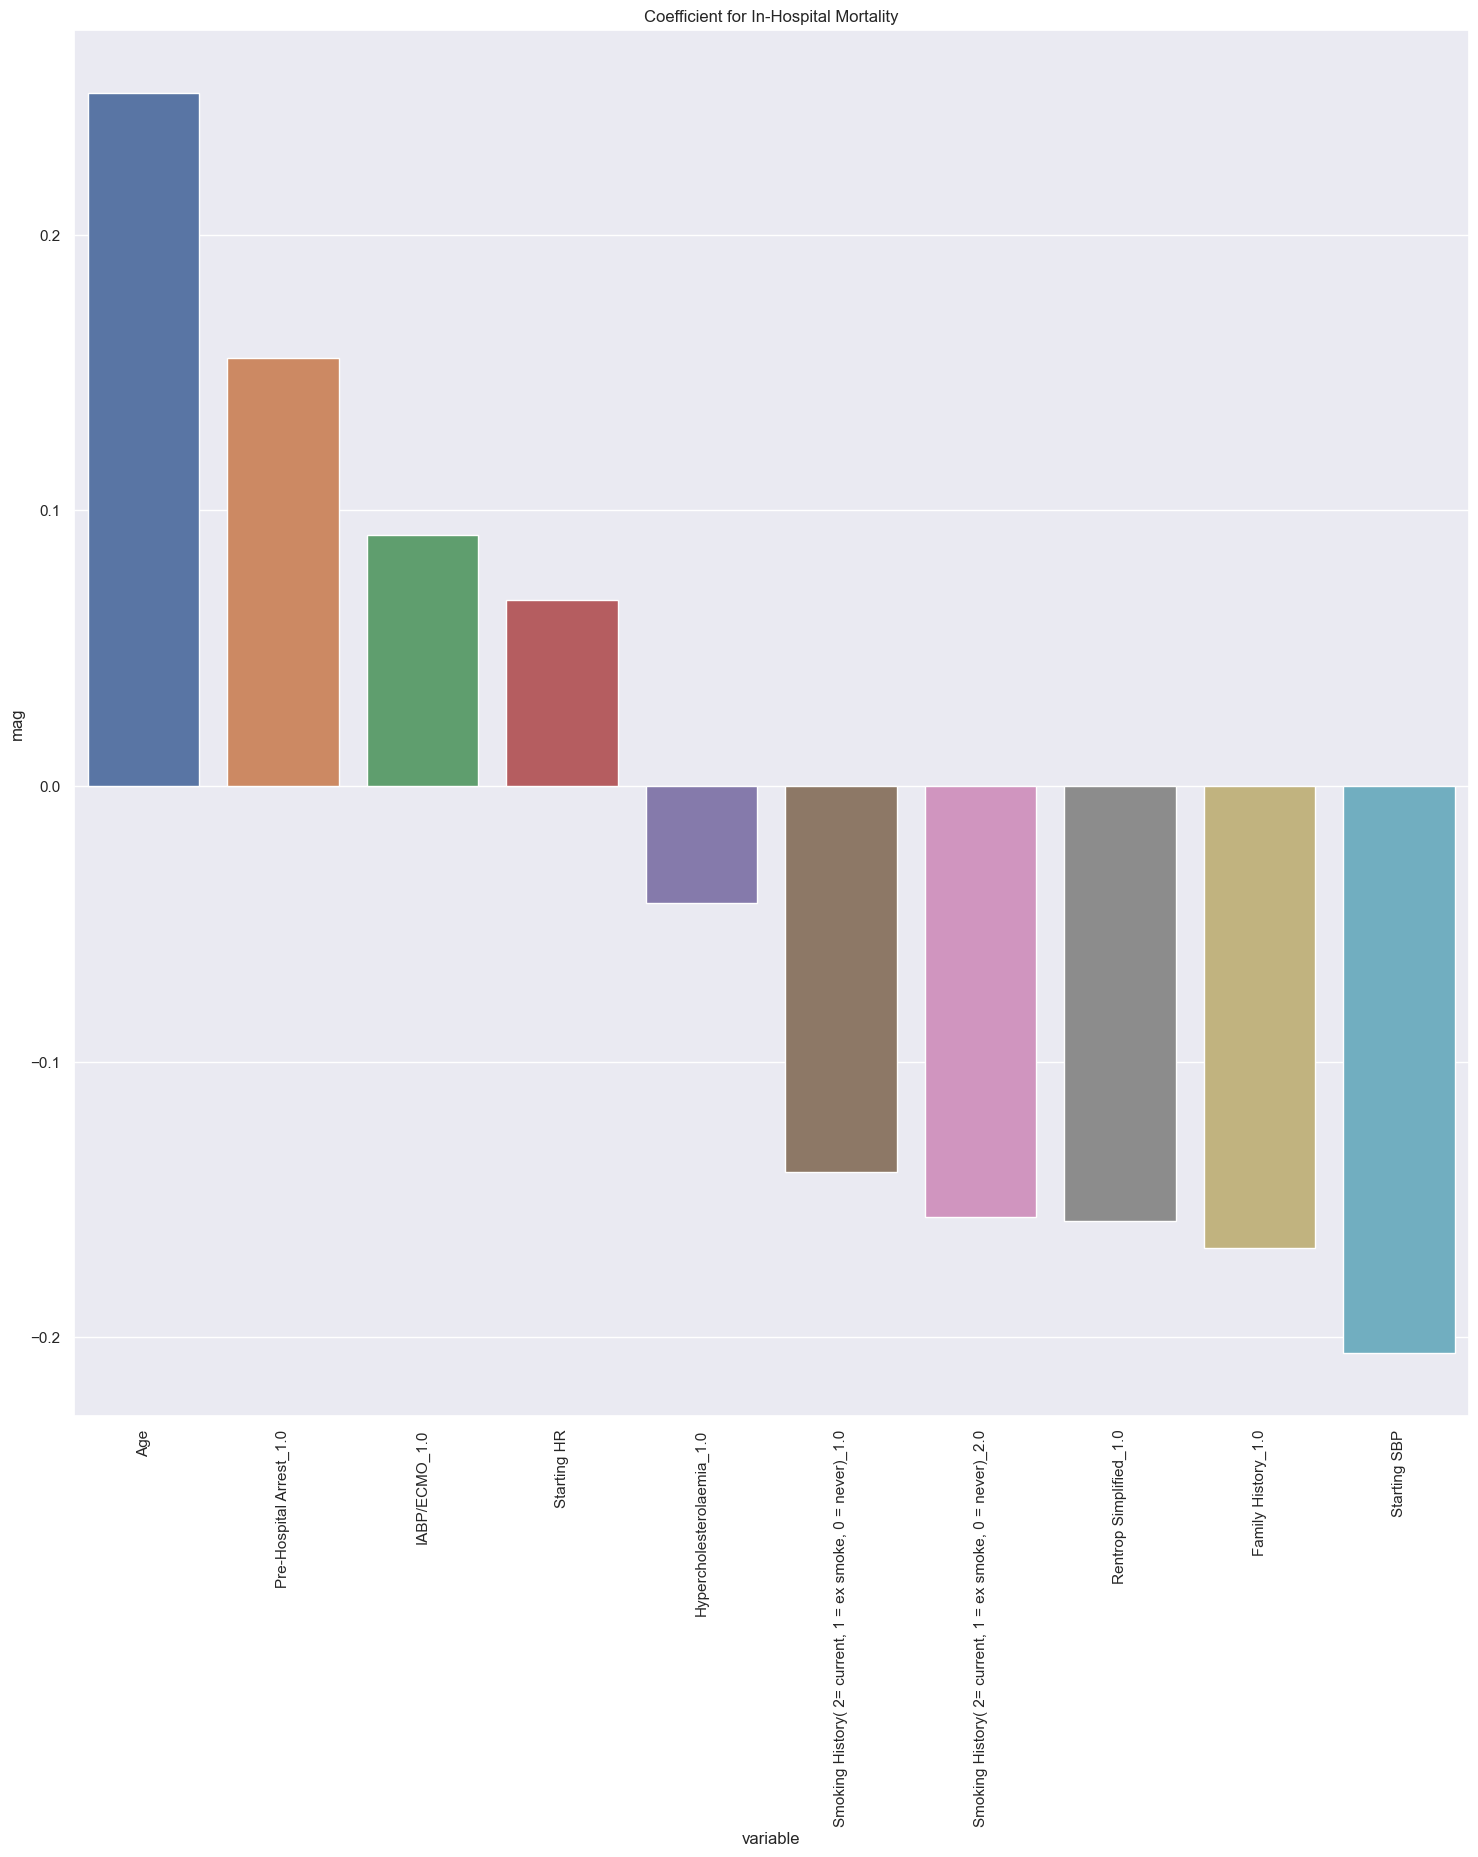 Coefficient for In-Hospital Mortality
mag
0.2
0.1
0.0
−0.1
−0.2
Age
Pre-Hospital Arrest_1.0
IABP/ECMO_1.0
Starting HR
Hypercholesterolaemia_1.0
Smoking History( 2= current, 1 = ex smoke, 0 = never)_1.0
Smoking History( 2= current, 1 = ex smoke, 0 = never)_2.0
Rentrop Simplified_1.0
Family History_1.0
Starting SBP
variable